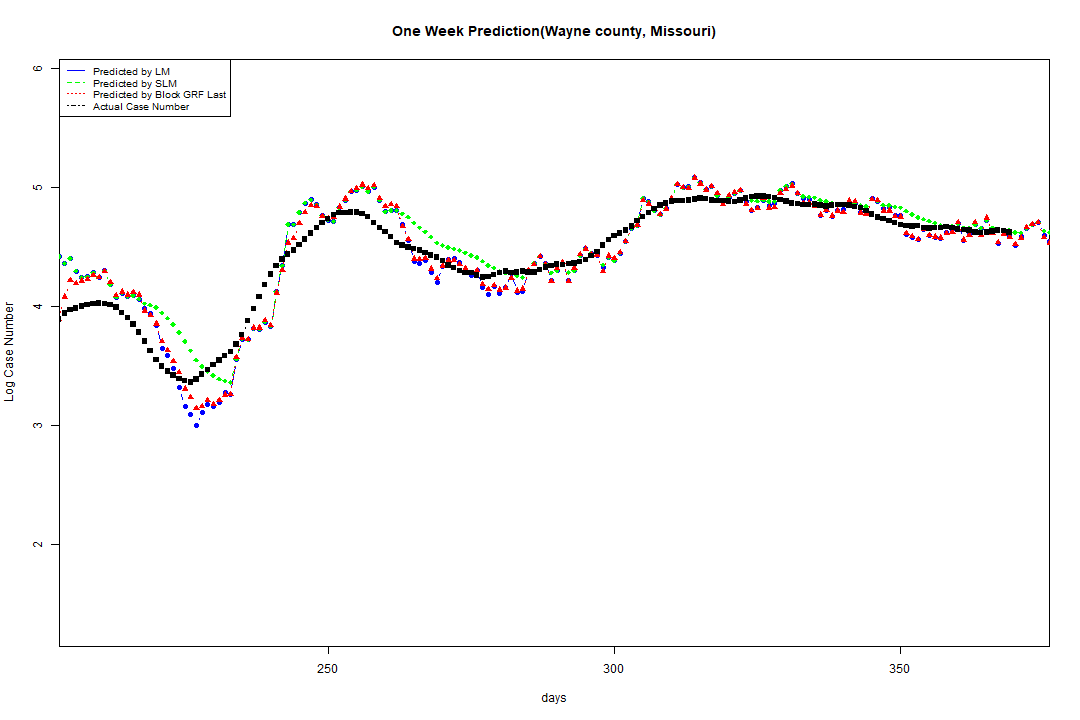 One Week Prediction(Wayne county, Missouri)
Predicted by LM
Predicted by SLM
Predicted by Block GRF Last
Actual Case Number
6
5
4
3
2
Log Case Number
250
300
350
days